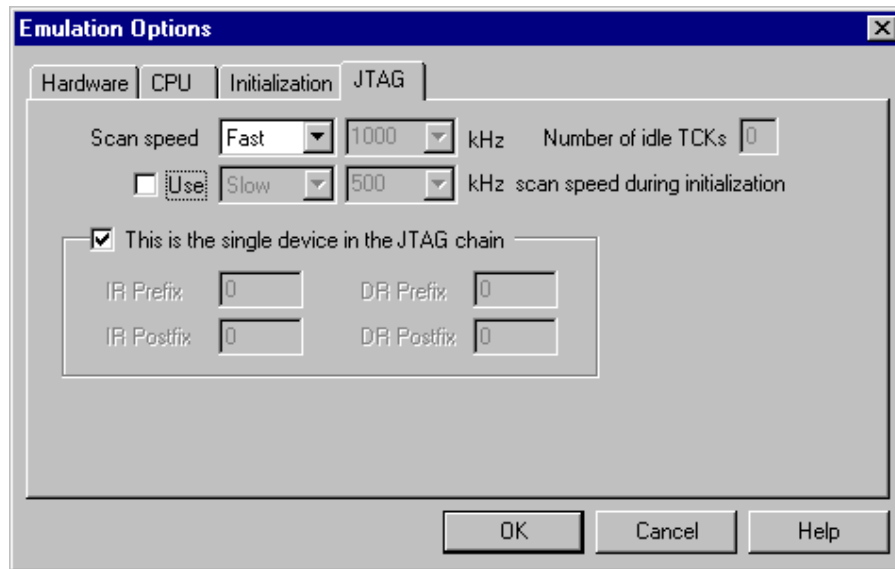 Emulation Options
Hardware CPU Initialization JTAG
Scan speed Fast 1000 kHz Number of idle TCKs 0
Use Slow 500 kHz scan speed during initialization
This is the single device in the JTAG chain
IR Prefix 0 DR Prefix 0
IR Postfix 0 DR Postfix 0
OK Cancel Help